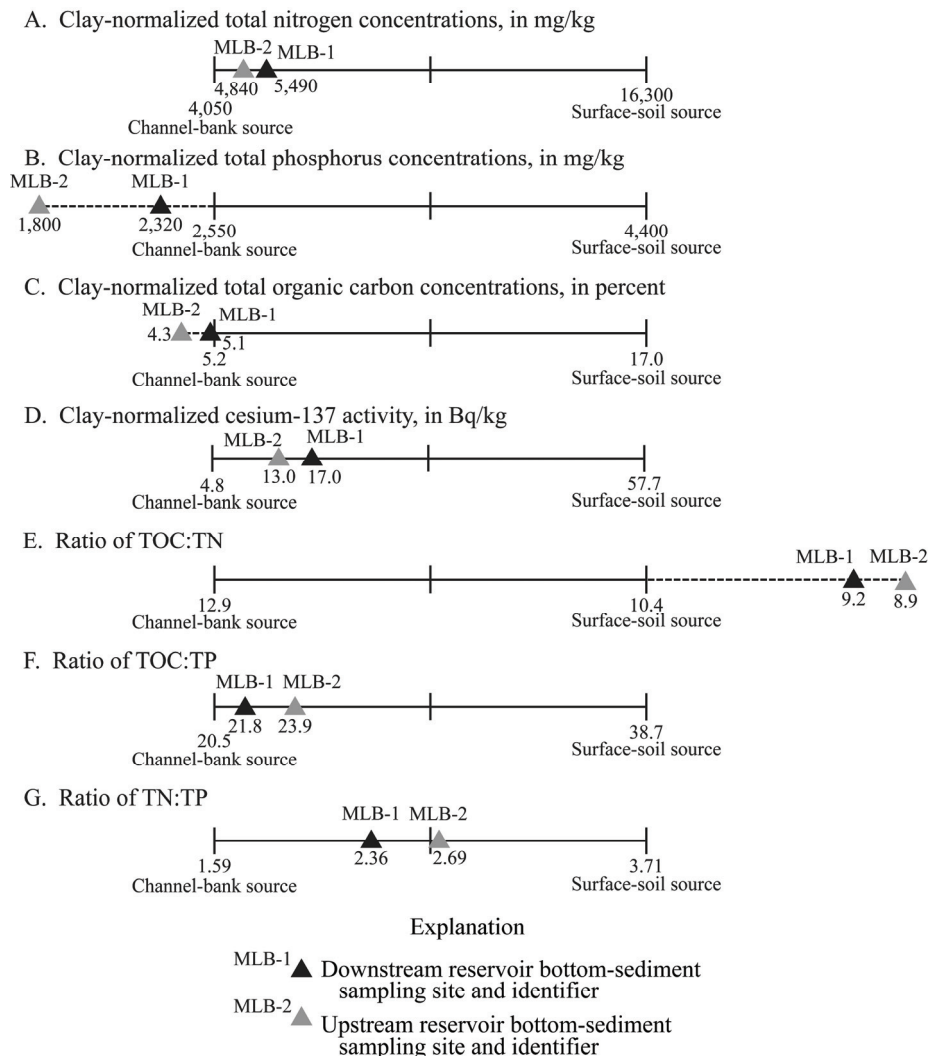 A. Clay-normalized total nitrogen concentrations, in mg/kg
MLB-2 MLB-1
4,840 5,490
4,050 16,300
Channel-bank source Surface-soil source
B. Clay-normalized total phosphorus concentrations, in mg/kg
MLB-2 MLB-1
1,800 2,320 2,550 4,400
Channel-bank source Surface-soil source
C. Clay-normalized total organic carbon concentrations, in percent
MLB-2 MLB-1
4.3 5.1
5.2 17.0
Channel-bank source Surface-soil source
D. Clay-normalized cesium-137 activity, in Bq/kg
MLB-2 MLB-1
13.0 17.0
4.8 57.7
Channel-bank source Surface-soil source
E. Ratio of TOC:TN
MLB-1 MLB-2
12.9 10.4 9.2 8.9
Channel-bank source Surface-soil source
F. Ratio of TOC:TP
MLB-1 MLB-2
21.8 23.9
20.5 38.7
Channel-bank source Surface-soil source
G. Ratio of TN:TP
MLB-1 MLB-2
1.59 2.36 2.69 3.71
Channel-bank source Surface-soil source
Explanation
MLB-1 Downstream reservoir bottom-sediment
sampling site and identifier
MLB-2 Upstream reservoir bottom-sediment
sampling site and identifier